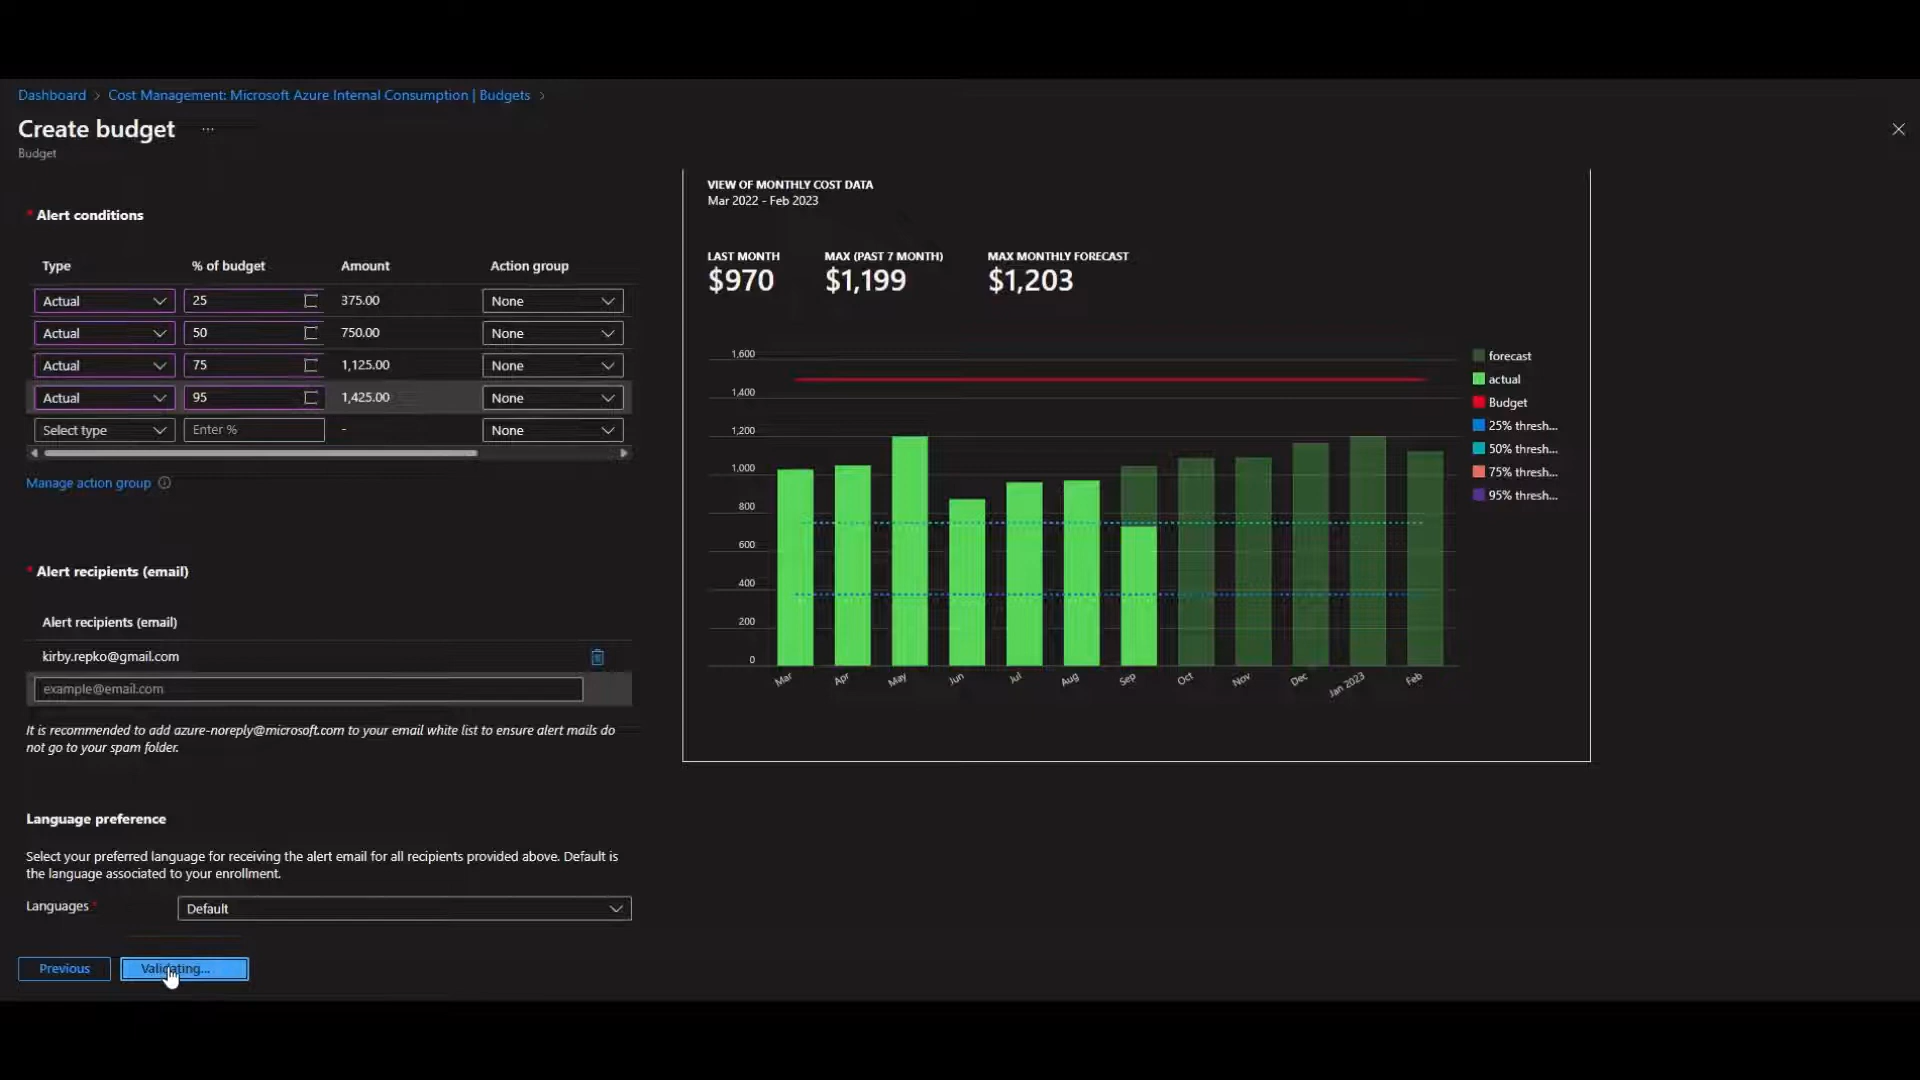 Dashboard > Cost Management: Microsoft Azure Internal Consumption | Budgets >
Create budget ...
Budget
* Alert conditions
Type % of budget Amount Action group
Actual 25 375.00 None
Actual 50 750.00 None
Actual 75 1,125.00 None
Actual 95 1,425.00 None
Select type Enter % - None
Manage action group
* Alert recipients (email)
Alert recipients (email)
kirby.repko@gmail.com
example@email.com
It is recommended to add azure-noreply@microsoft.com to your email white list to ensure alert mails do
not go to your spam folder.
Language preference
Select your preferred language for receiving the alert email for all recipients provided above. Default is
the language associated to your enrollment.
Languages * Default
Previous Validating...
VIEW OF MONTHLY COST DATA
Mar 2022 - Feb 2023
LAST MONTH MAX (PAST 7 MONTH) MAX MONTHLY FORECAST
$970 $1,199 $1,203
1,600
1,400
1,200
1,000
800
600
400
200
0
Mar Apr May Jun Jul Aug Sep Oct Nov Dec Jan 2023 Feb
forecast
actual
Budget
25% thresh...
50% thresh...
75% thresh...
95% thresh...